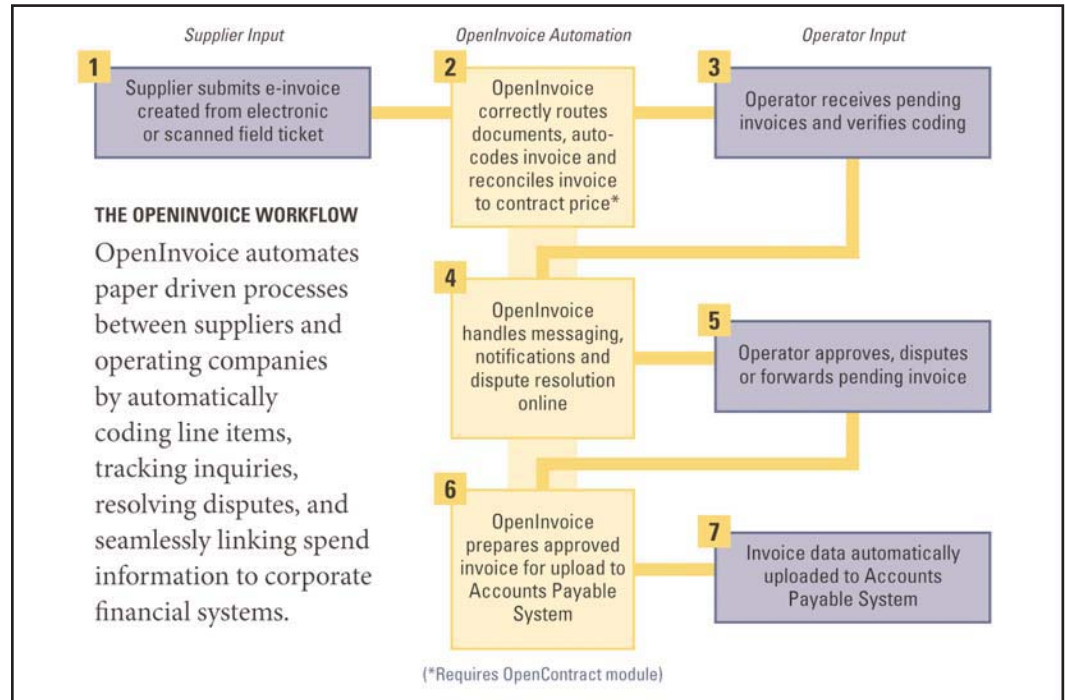 Supplier Input
OpenInvoice Automation
Operator Input
1
Supplier submits e-invoice
created from electronic
or scanned field ticket
2
OpenInvoice
correctly routes
documents, auto-
codes invoice and
reconciles invoice
to contract price*
3
Operator receives pending
invoices and verifies coding
THE OPENINVOICE WORKFLOW
OpenInvoice automates
paper driven processes
between suppliers and
operating companies
by automatically
coding line items,
tracking inquiries,
resolving disputes, and
seamlessly linking spend
information to corporate
financial systems.
4
OpenInvoice
handles messaging,
notifications and
dispute resolution
online
5
Operator approves, disputes
or forwards pending invoice
6
OpenInvoice
prepares approved
invoice for upload to
Accounts Payable
System
7
Invoice data automatically
uploaded to Accounts
Payable System
(*Requires OpenContract module)